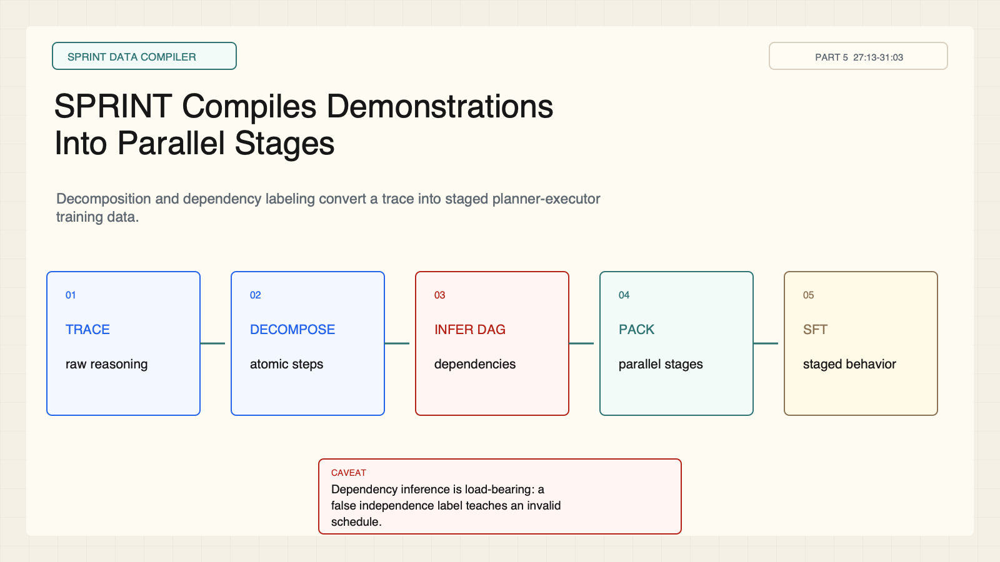 SPRINT DATA COMPILER
PART 5 27:13-31:03
SPRINT Compiles Demonstrations
Into Parallel Stages
Decomposition and dependency labeling convert a trace into staged planner-executor
training data.
01
TRACE
raw reasoning
02
DECOMPOSE
atomic steps
03
INFER DAG
dependencies
04
PACK
parallel stages
05
SFT
staged behavior
CAVEAT
Dependency inference is load-bearing: a
false independence label teaches an invalid
schedule.